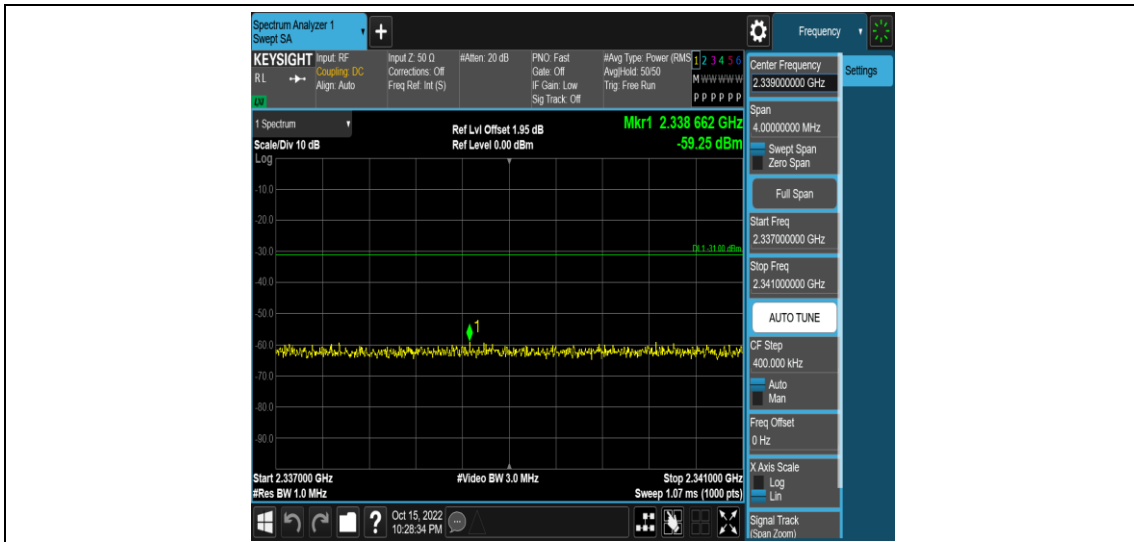 Spectrum Analyzer 1
Swept SA
+
Frequency
KEYSIGHT
RL
LXI
Input: RF
Coupling: DC
Align: Auto
Input Z: 50 Ω
Corrections: Off
Freq Ref: Int (S)
#Atten: 20 dB
PNO: Fast
Gate: Off
IF Gain: Low
Sig Track: Off
#Avg Type: Power (RMS
Avg|Hold: 50/50
Trig: Free Run
1 2 3 4 5 6
M W W W W W
P P P P P P
Center Frequency
2.339000000 GHz
Settings
1 Spectrum
Scale/Div 10 dB
Ref Lvl Offset 1.95 dB
Ref Level 0.00 dBm
Mkr1 2.338 662 GHz
-59.25 dBm
Log
-10.0
-20.0
-30.0
-40.0
-50.0
-60.0
-70.0
-80.0
-90.0
DL1 -31.00 dBm
1
Start 2.337000 GHz
#Res BW 1.0 MHz
#Video BW 3.0 MHz
Stop 2.341000 GHz
Sweep 1.07 ms (1000 pts)
Span
4.00000000 MHz
Swept Span
Zero Span
Full Span
Start Freq
2.337000000 GHz
Stop Freq
2.341000000 GHz
AUTO TUNE
CF Step
400.000 kHz
Auto
Man
Freq Offset
0 Hz
X Axis Scale
Log
Lin
Signal Track
(Span Zoom)
?
Oct 15, 2022
10:28:34 PM